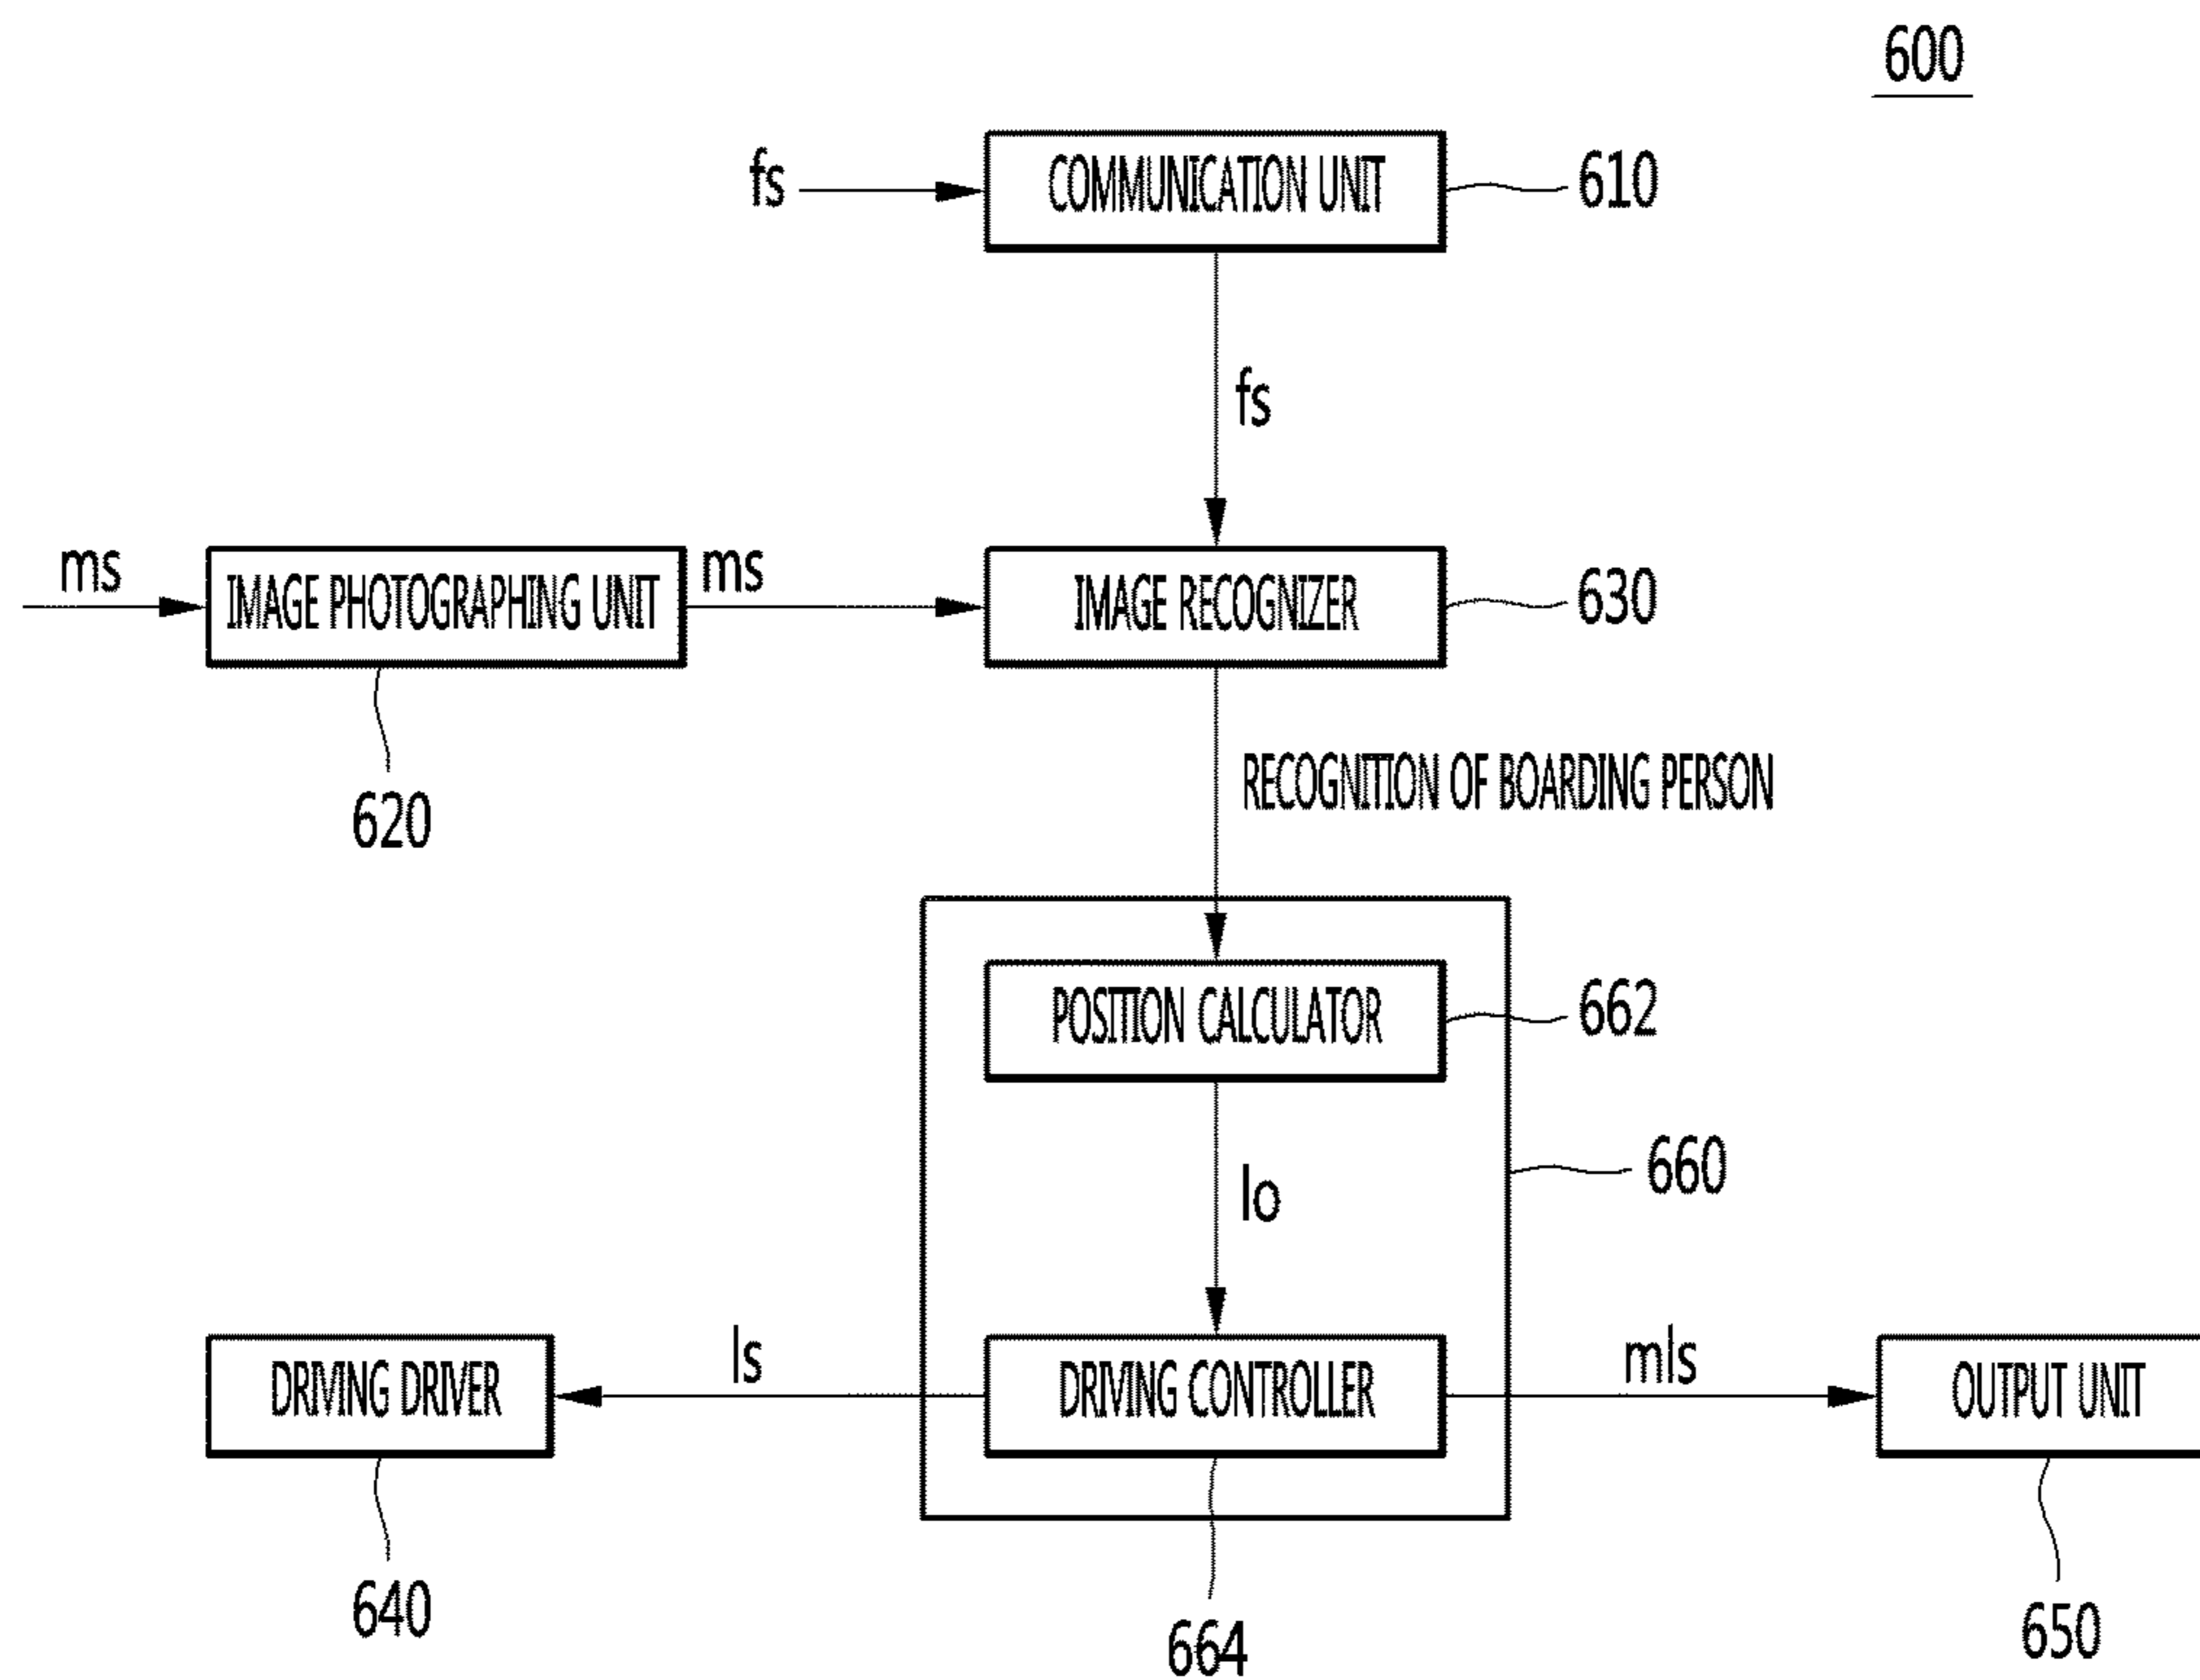 600
fs
COMMUNICATION UNIT
610
fs
ms
IMAGE PHOTOGRAPHING UNIT
ms
IMAGE RECOGNIZER
630
620
RECOGNITION OF BOARDING PERSON
POSITION CALCULATOR
662
660
lo
DRIVING DRIVER
ls
DRIVING CONTROLLER
mls
OUTPUT UNIT
640
664
650